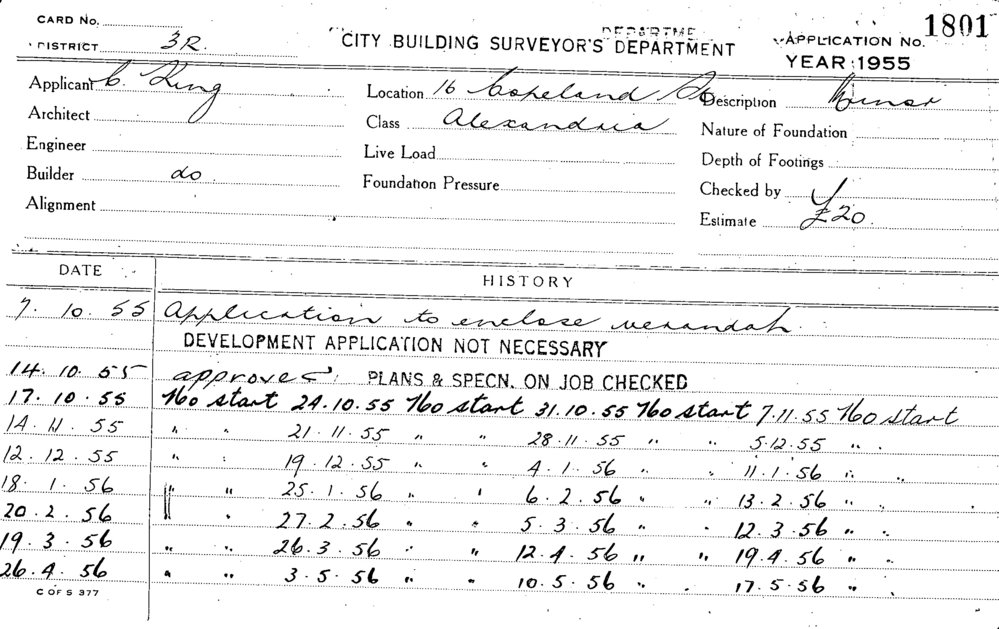 CARD No.
DISTRICT 3R.
DEPARTME
CITY BUILDING SURVEYOR'S DEPARTMENT
APPLICATION No. 1801
YEAR 1955
Applicant C. King
Architect
Engineer
Builder do
Alignment
Location 16 Copeland St
Class Alexandria
Live Load
Foundation Pressure
Description Minor
Nature of Foundation
Depth of Footings
Checked by
Estimate £20.
DATE HISTORY
7. 10. 55 Application to enclose verandah.
DEVELOPMENT APPLICATION NOT NECESSARY
14. 10. 55 approved. PLANS & SPECN. ON JOB CHECKED
17. 10. 55 No start 24.10.55 No start 31.10.55 No start 7.11.55 No start
14. 11. 55 " " 21.11.55 " " 28.11.55 " " 5.12.55 " "
12. 12. 55 " " 19.12.55 " " 4.1.56 " " 11.1.56 " "
18. 1. 56 " " 25.1.56 " " 6.2.56 " " 13.2.56 " "
20. 2. 56 " " 27.2.56 " " 5.3.56 " " 12.3.56 " "
19. 3. 56 " " 26.3.56 " " 12.4.56 " " 19.4.56 " "
26. 4. 56 " " 3.5.56 " " 10.5.56 " " 17.5.56 " "
C OF S 377